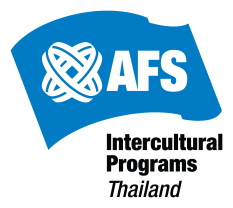 AFS
Intercultural
Programs
Thailand